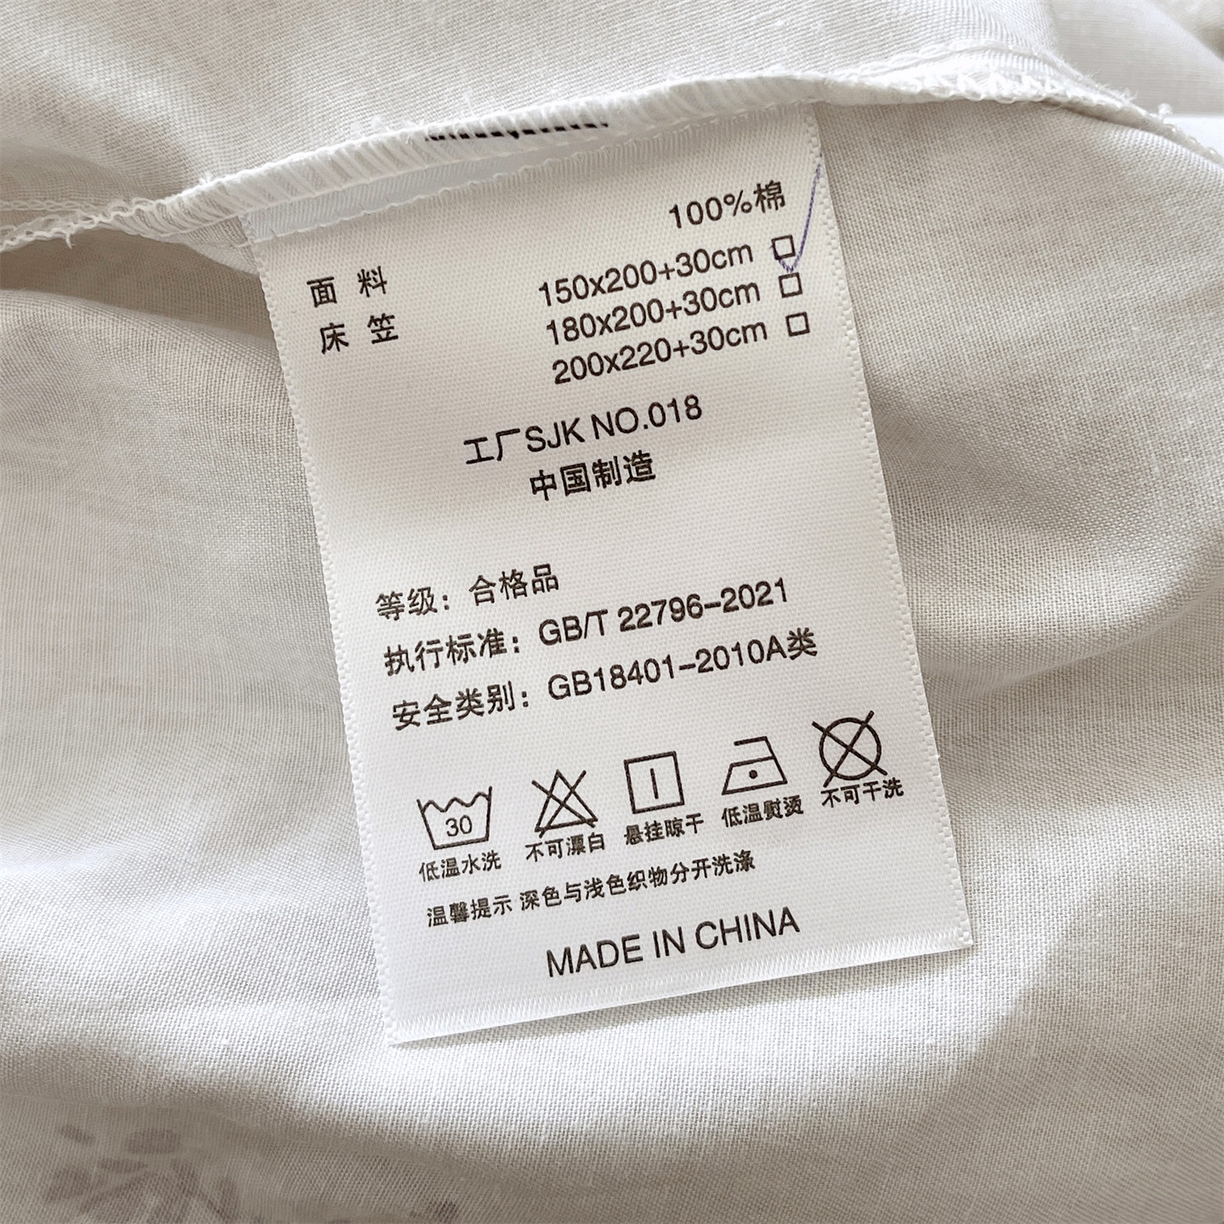 100%棉
面 料
150x200+30cm
床 笠
180x200+30cm
200x220+30cm
工厂SJK NO.018
中国制造
等级：合格品
执行标准：GB/T 22796-2021
安全类别：GB18401-2010A类
30
低温水洗 不可漂白 悬挂晾干 低温熨烫 不可干洗
温馨提示 深色与浅色织物分开洗涤
MADE IN CHINA